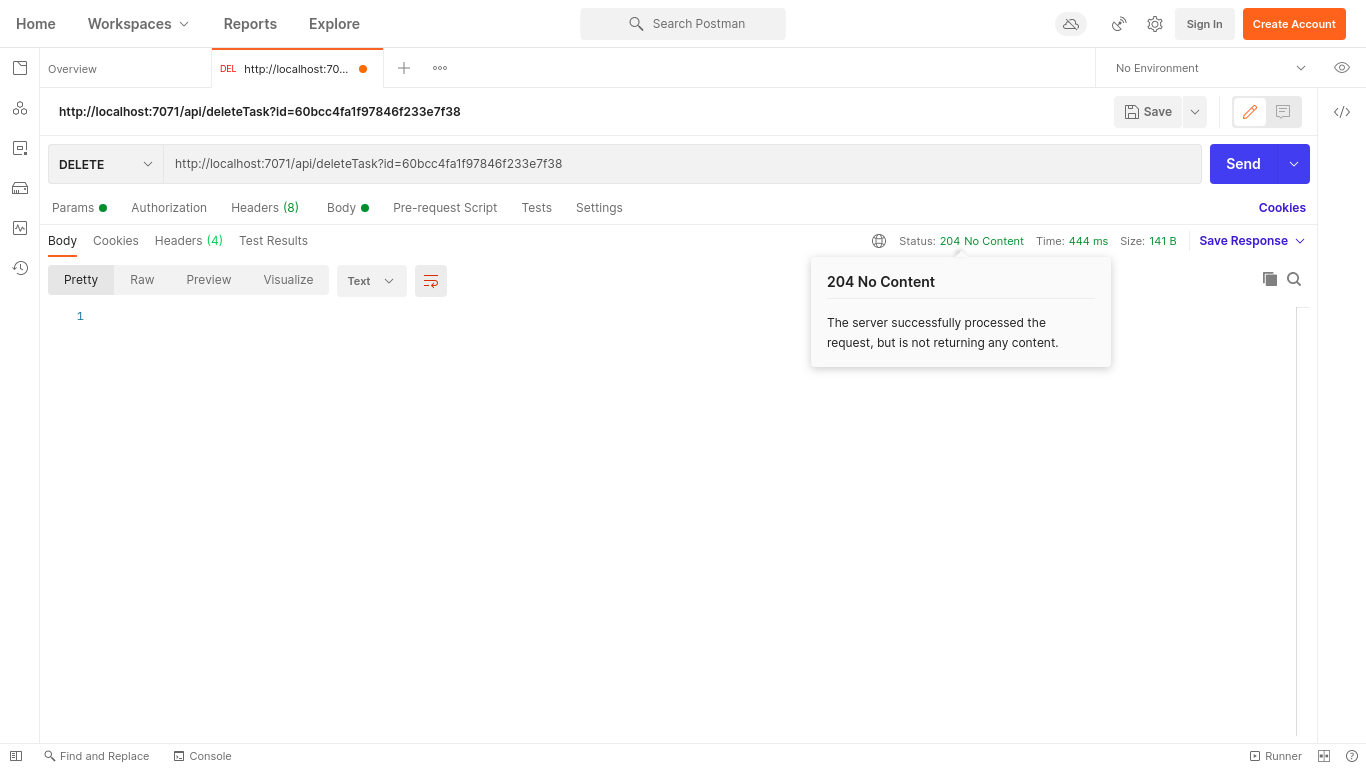 Home Workspaces Reports Explore Search Postman Sign In Create Account
Overview DEL http://localhost:70... No Environment
http://localhost:7071/api/deleteTask?id=60bcc4fa1f97846f233e7f38 Save
DELETE http://localhost:7071/api/deleteTask?id=60bcc4fa1f97846f233e7f38 Send
Params Authorization Headers (8) Body Pre-request Script Tests Settings Cookies
Body Cookies Headers (4) Test Results Status: 204 No Content Time: 444 ms Size: 141 B Save Response
Pretty Raw Preview Visualize Text
204 No Content
1
The server successfully processed the
request, but is not returning any content.
Find and Replace Console Runner